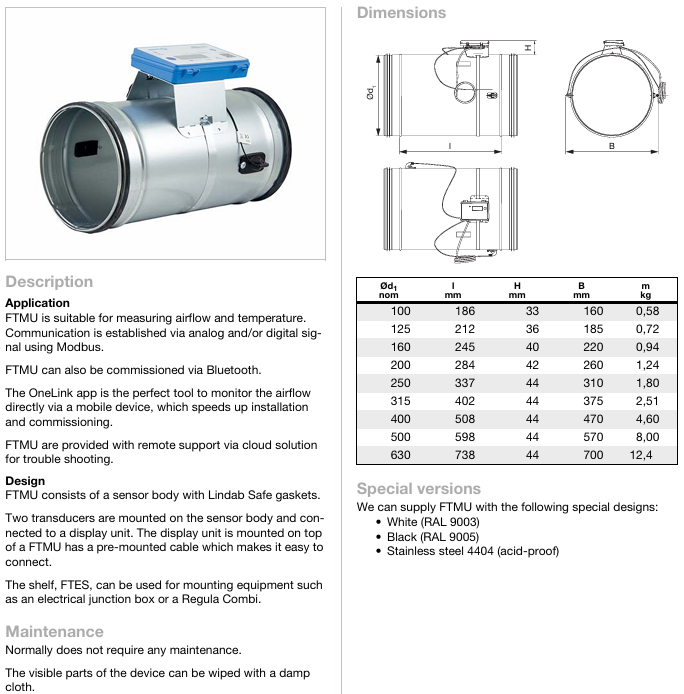 Description
Application
FTMU is suitable for measuring airflow and temperature.
Communication is established via analog and/or digital sig-
nal using Modbus.
FTMU can also be commissioned via Bluetooth.
The OneLink app is the perfect tool to monitor the airflow
directly via a mobile device, which speeds up installation
and commissioning.
FTMU are provided with remote support via cloud solution
for trouble shooting.
Design
FTMU consists of a sensor body with Lindab Safe gaskets.
Two transducers are mounted on the sensor body and con-
nected to a display unit. The display unit is mounted on top
of a FTMU has a pre-mounted cable which makes it easy to
connect.
The shelf, FTES, can be used for mounting equipment such
as an electrical junction box or a Regula Combi.
Maintenance
Normally does not require any maintenance.
The visible parts of the device can be wiped with a damp
cloth.
Dimensions
H
Ød1
l
B
Ød1 l H B m
nom mm mm mm kg
100 186 33 160 0,58
125 212 36 185 0,72
160 245 40 220 0,94
200 284 42 260 1,24
250 337 44 310 1,80
315 402 44 375 2,51
400 508 44 470 4,60
500 598 44 570 8,00
630 738 44 700 12,4
Special versions
We can supply FTMU with the following special designs:
• White (RAL 9003)
• Black (RAL 9005)
• Stainless steel 4404 (acid-proof)